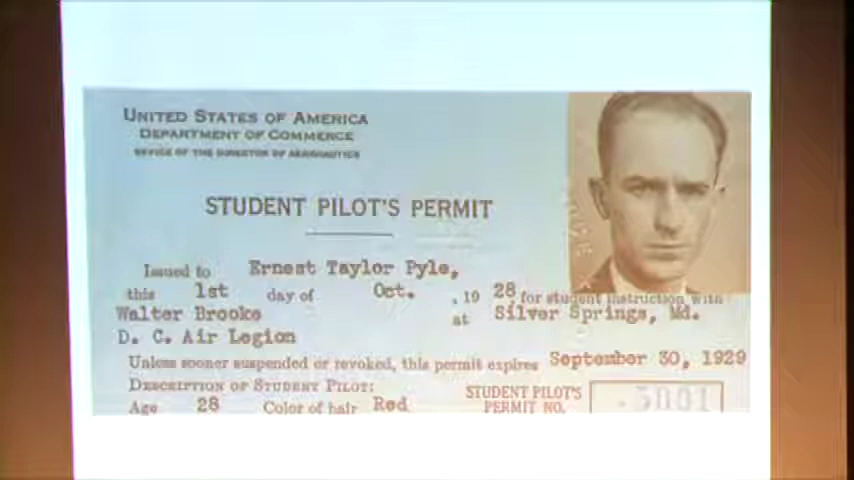 UNITED STATES OF AMERICA
DEPARTMENT OF COMMERCE
OFFICE OF THE DIRECTOR OF AERONAUTICS
STUDENT PILOT'S PERMIT
Issued to Ernest Taylor Pyle,
this 1st day of Oct. , 19 28 for student instruction with
Walter Brooke at Silver Springs, Md.
D. C. Air Legion
Unless sooner suspended or revoked, this permit expires September 30, 1929
DESCRIPTION OF STUDENT PILOT:
Age 28 Color of hair Red
STUDENT PILOT'S
PERMIT NO. 5001